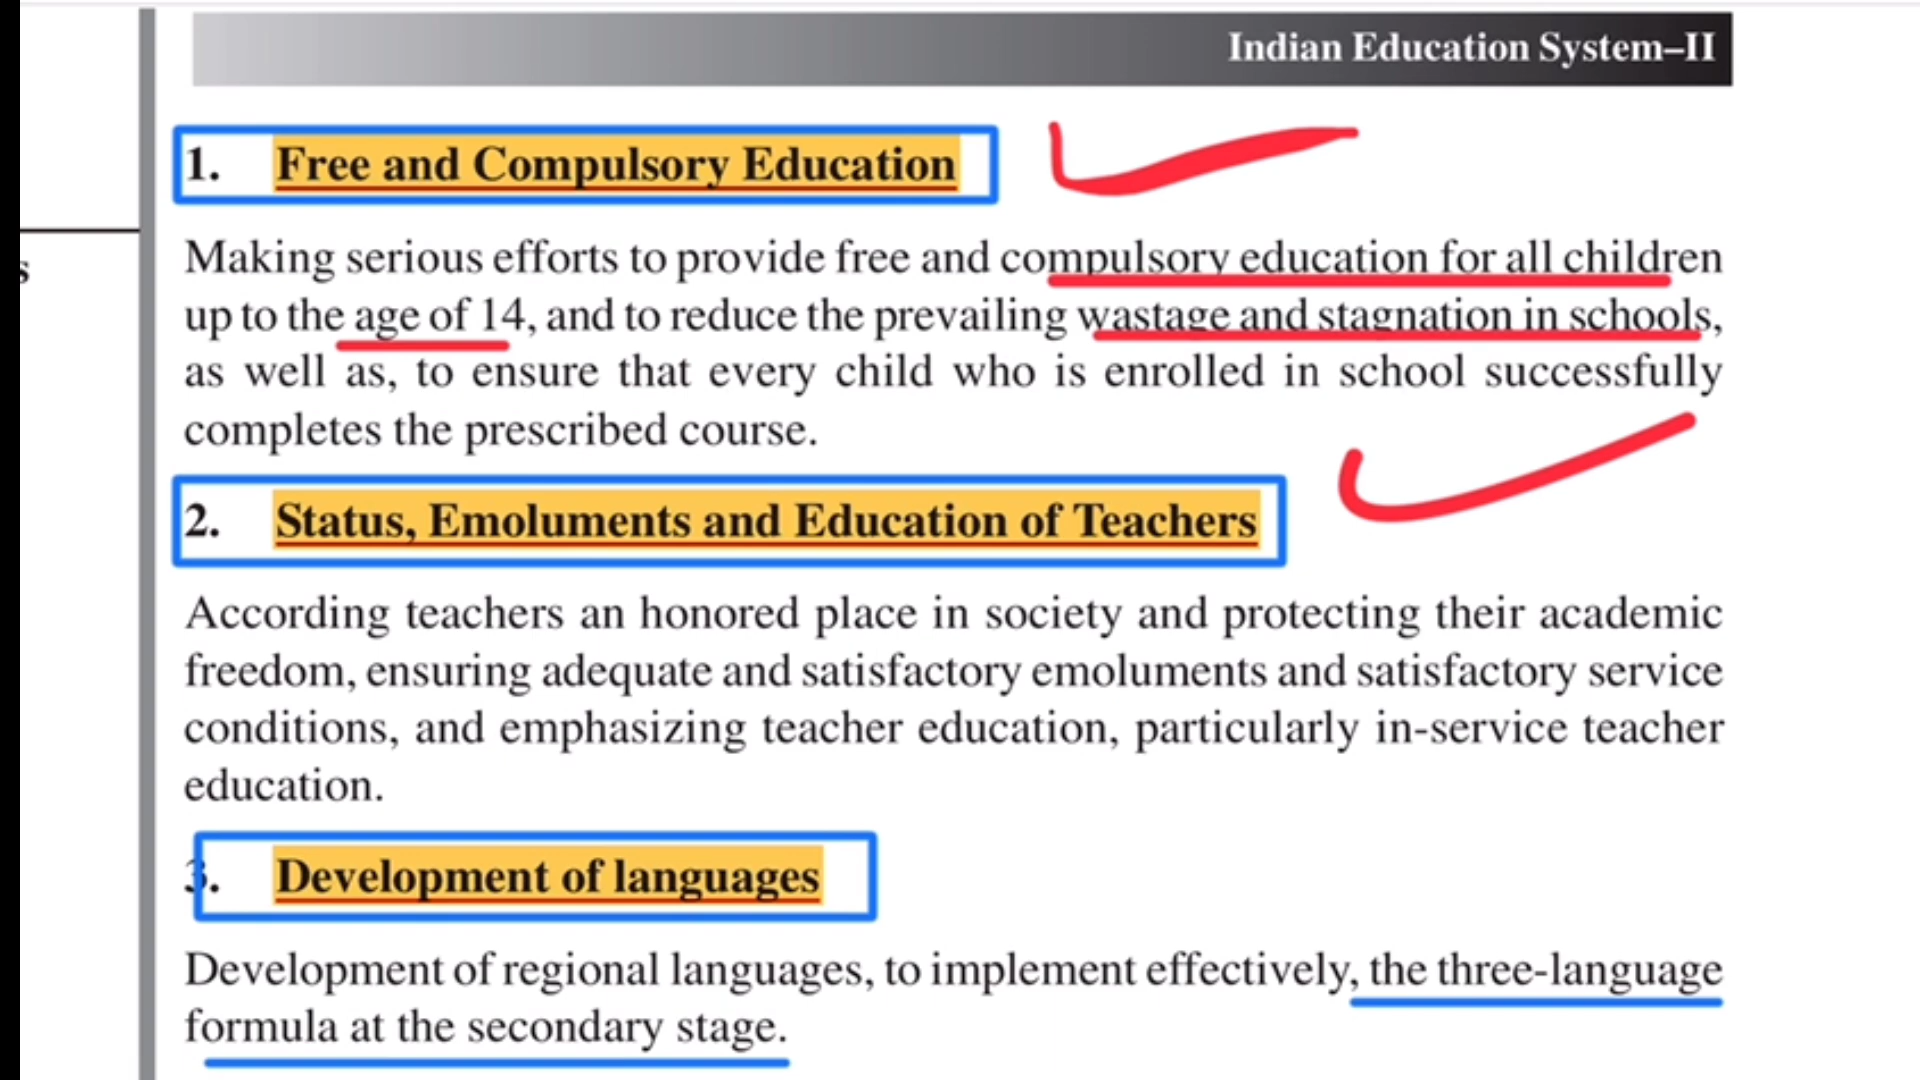 Indian Education System–II
1. Free and Compulsory Education
Making serious efforts to provide free and compulsory education for all children
up to the age of 14, and to reduce the prevailing wastage and stagnation in schools,
as well as, to ensure that every child who is enrolled in school successfully
completes the prescribed course.
s
2. Status, Emoluments and Education of Teachers
According teachers an honored place in society and protecting their academic
freedom, ensuring adequate and satisfactory emoluments and satisfactory service
conditions, and emphasizing teacher education, particularly in-service teacher
education.
3. Development of languages
Development of regional languages, to implement effectively, the three-language
formula at the secondary stage.